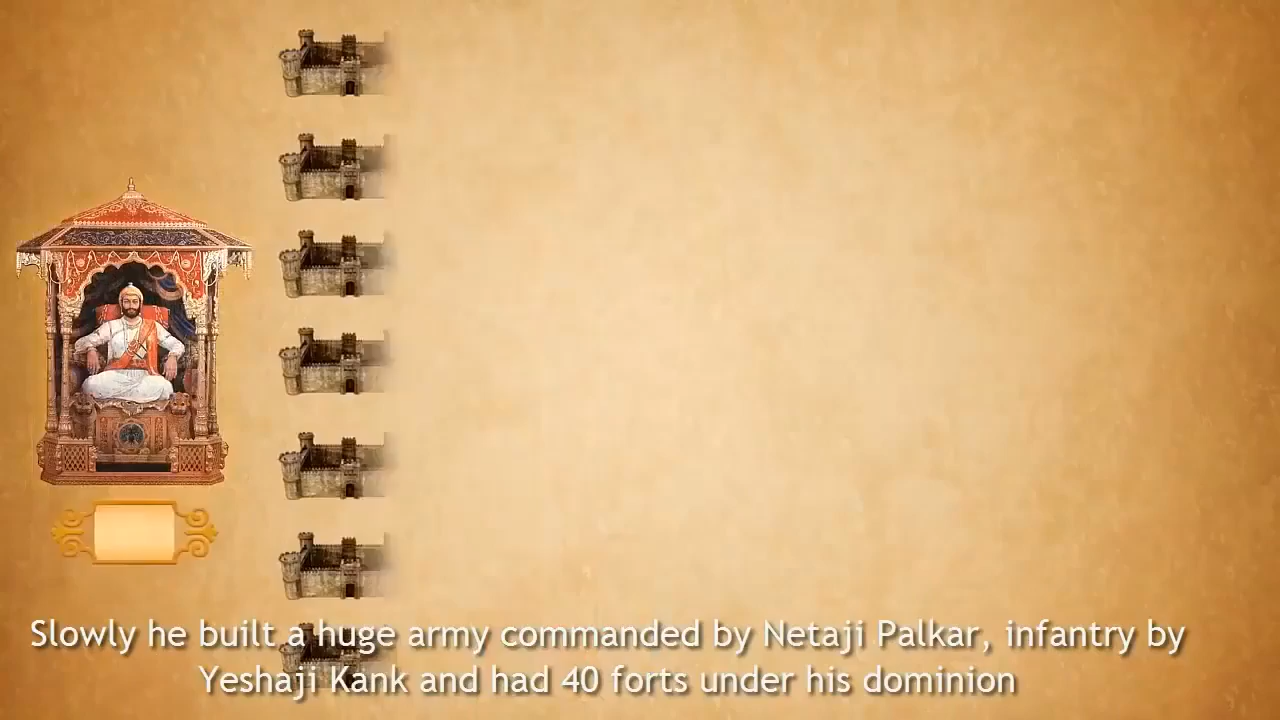 Slowly he built a huge army commanded by Netaji Palkar, infantry by
Yeshaji Kank and had 40 forts under his dominion